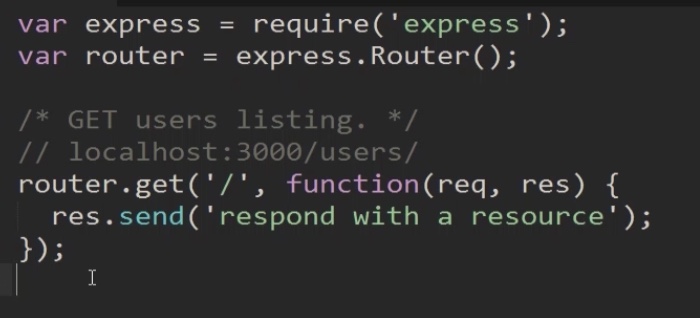 var express = require('express');
var router = express.Router();
/* GET users listing. */
// localhost:3000/users/
router.get('/', function(req, res) {
  res.send('respond with a resource');
});